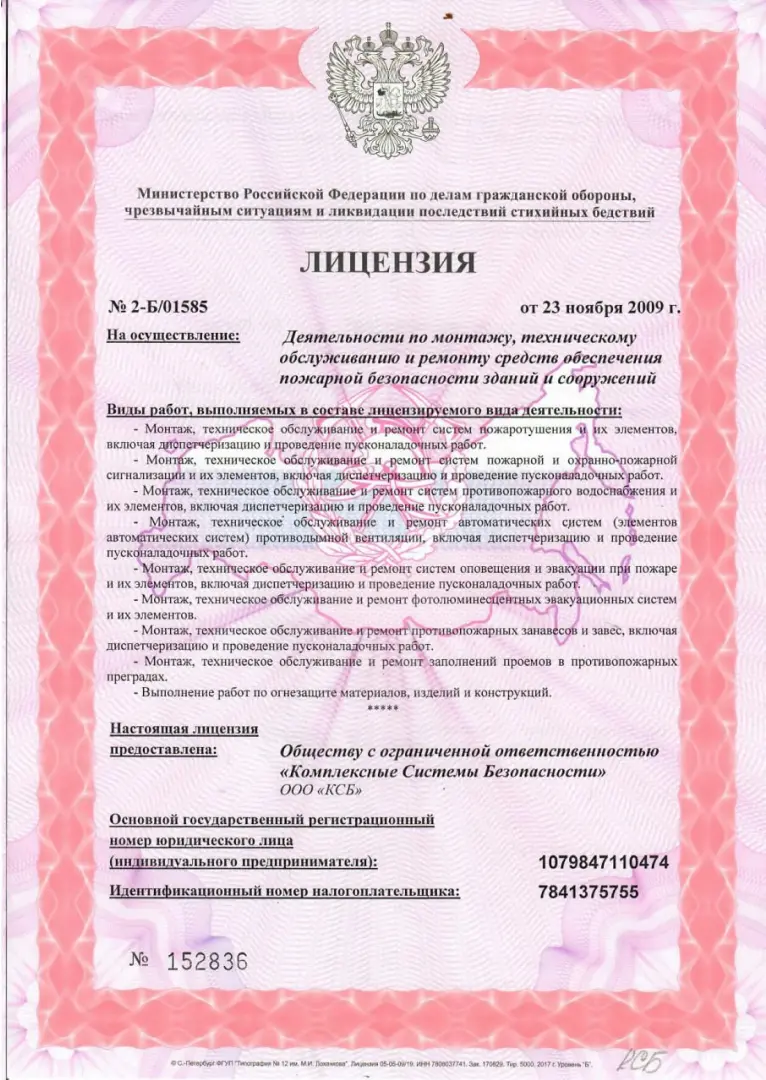 Министерство Российской Федерации по делам гражданской обороны,
чрезвычайным ситуациям и ликвидации последствий стихийных бедствий
ЛИЦЕНЗИЯ
№ 2-Б/01585 от 23 ноября 2009 г.
На осуществление: Деятельности по монтажу, техническому
обслуживанию и ремонту средств обеспечения
пожарной безопасности зданий и сооружений
Виды работ, выполняемых в составе лицензируемого вида деятельности:
- Монтаж, техническое обслуживание и ремонт систем пожаротушения и их элементов,
включая диспетчеризацию и проведение пусконаладочных работ.
- Монтаж, техническое обслуживание и ремонт систем пожарной и охранно-пожарной
сигнализации и их элементов, включая диспетчеризацию и проведение пусконаладочных работ.
- Монтаж, техническое обслуживание и ремонт систем противопожарного водоснабжения и
их элементов, включая диспетчеризацию и проведение пусконаладочных работ.
- Монтаж, техническое обслуживание и ремонт автоматических систем (элементов
автоматических систем) противодымной вентиляции, включая диспетчеризацию и проведение
пусконаладочных работ.
- Монтаж, техническое обслуживание и ремонт систем оповещения и эвакуации при пожаре
и их элементов, включая диспетчеризацию и проведение пусконаладочных работ.
- Монтаж, техническое обслуживание и ремонт фотолюминесцентных эвакуационных систем
и их элементов.
- Монтаж, техническое обслуживание и ремонт противопожарных занавесов и завес, включая
диспетчеризацию и проведение пусконаладочных работ.
- Монтаж, техническое обслуживание и ремонт заполнений проемов в противопожарных
преградах.
- Выполнение работ по огнезащите материалов, изделий и конструкций.
*****
Настоящая лицензия
предоставлена: Обществу с ограниченной ответственностью
«Комплексные Системы Безопасности»
ООО «КСБ»
Основной государственный регистрационный
номер юридического лица
(индивидуального предпринимателя): 1079847110474
Идентификационный номер налогоплательщика: 7841375755
№ 152836
© С.-Петербург ФГУП "Типография № 12 им. М.И. Лоханкова". Лицензия 05-05-09/19. ИНН 7808037741. Зак. 170829. Тир. 5000, 2017 г. Уровень "Б".
КСБ